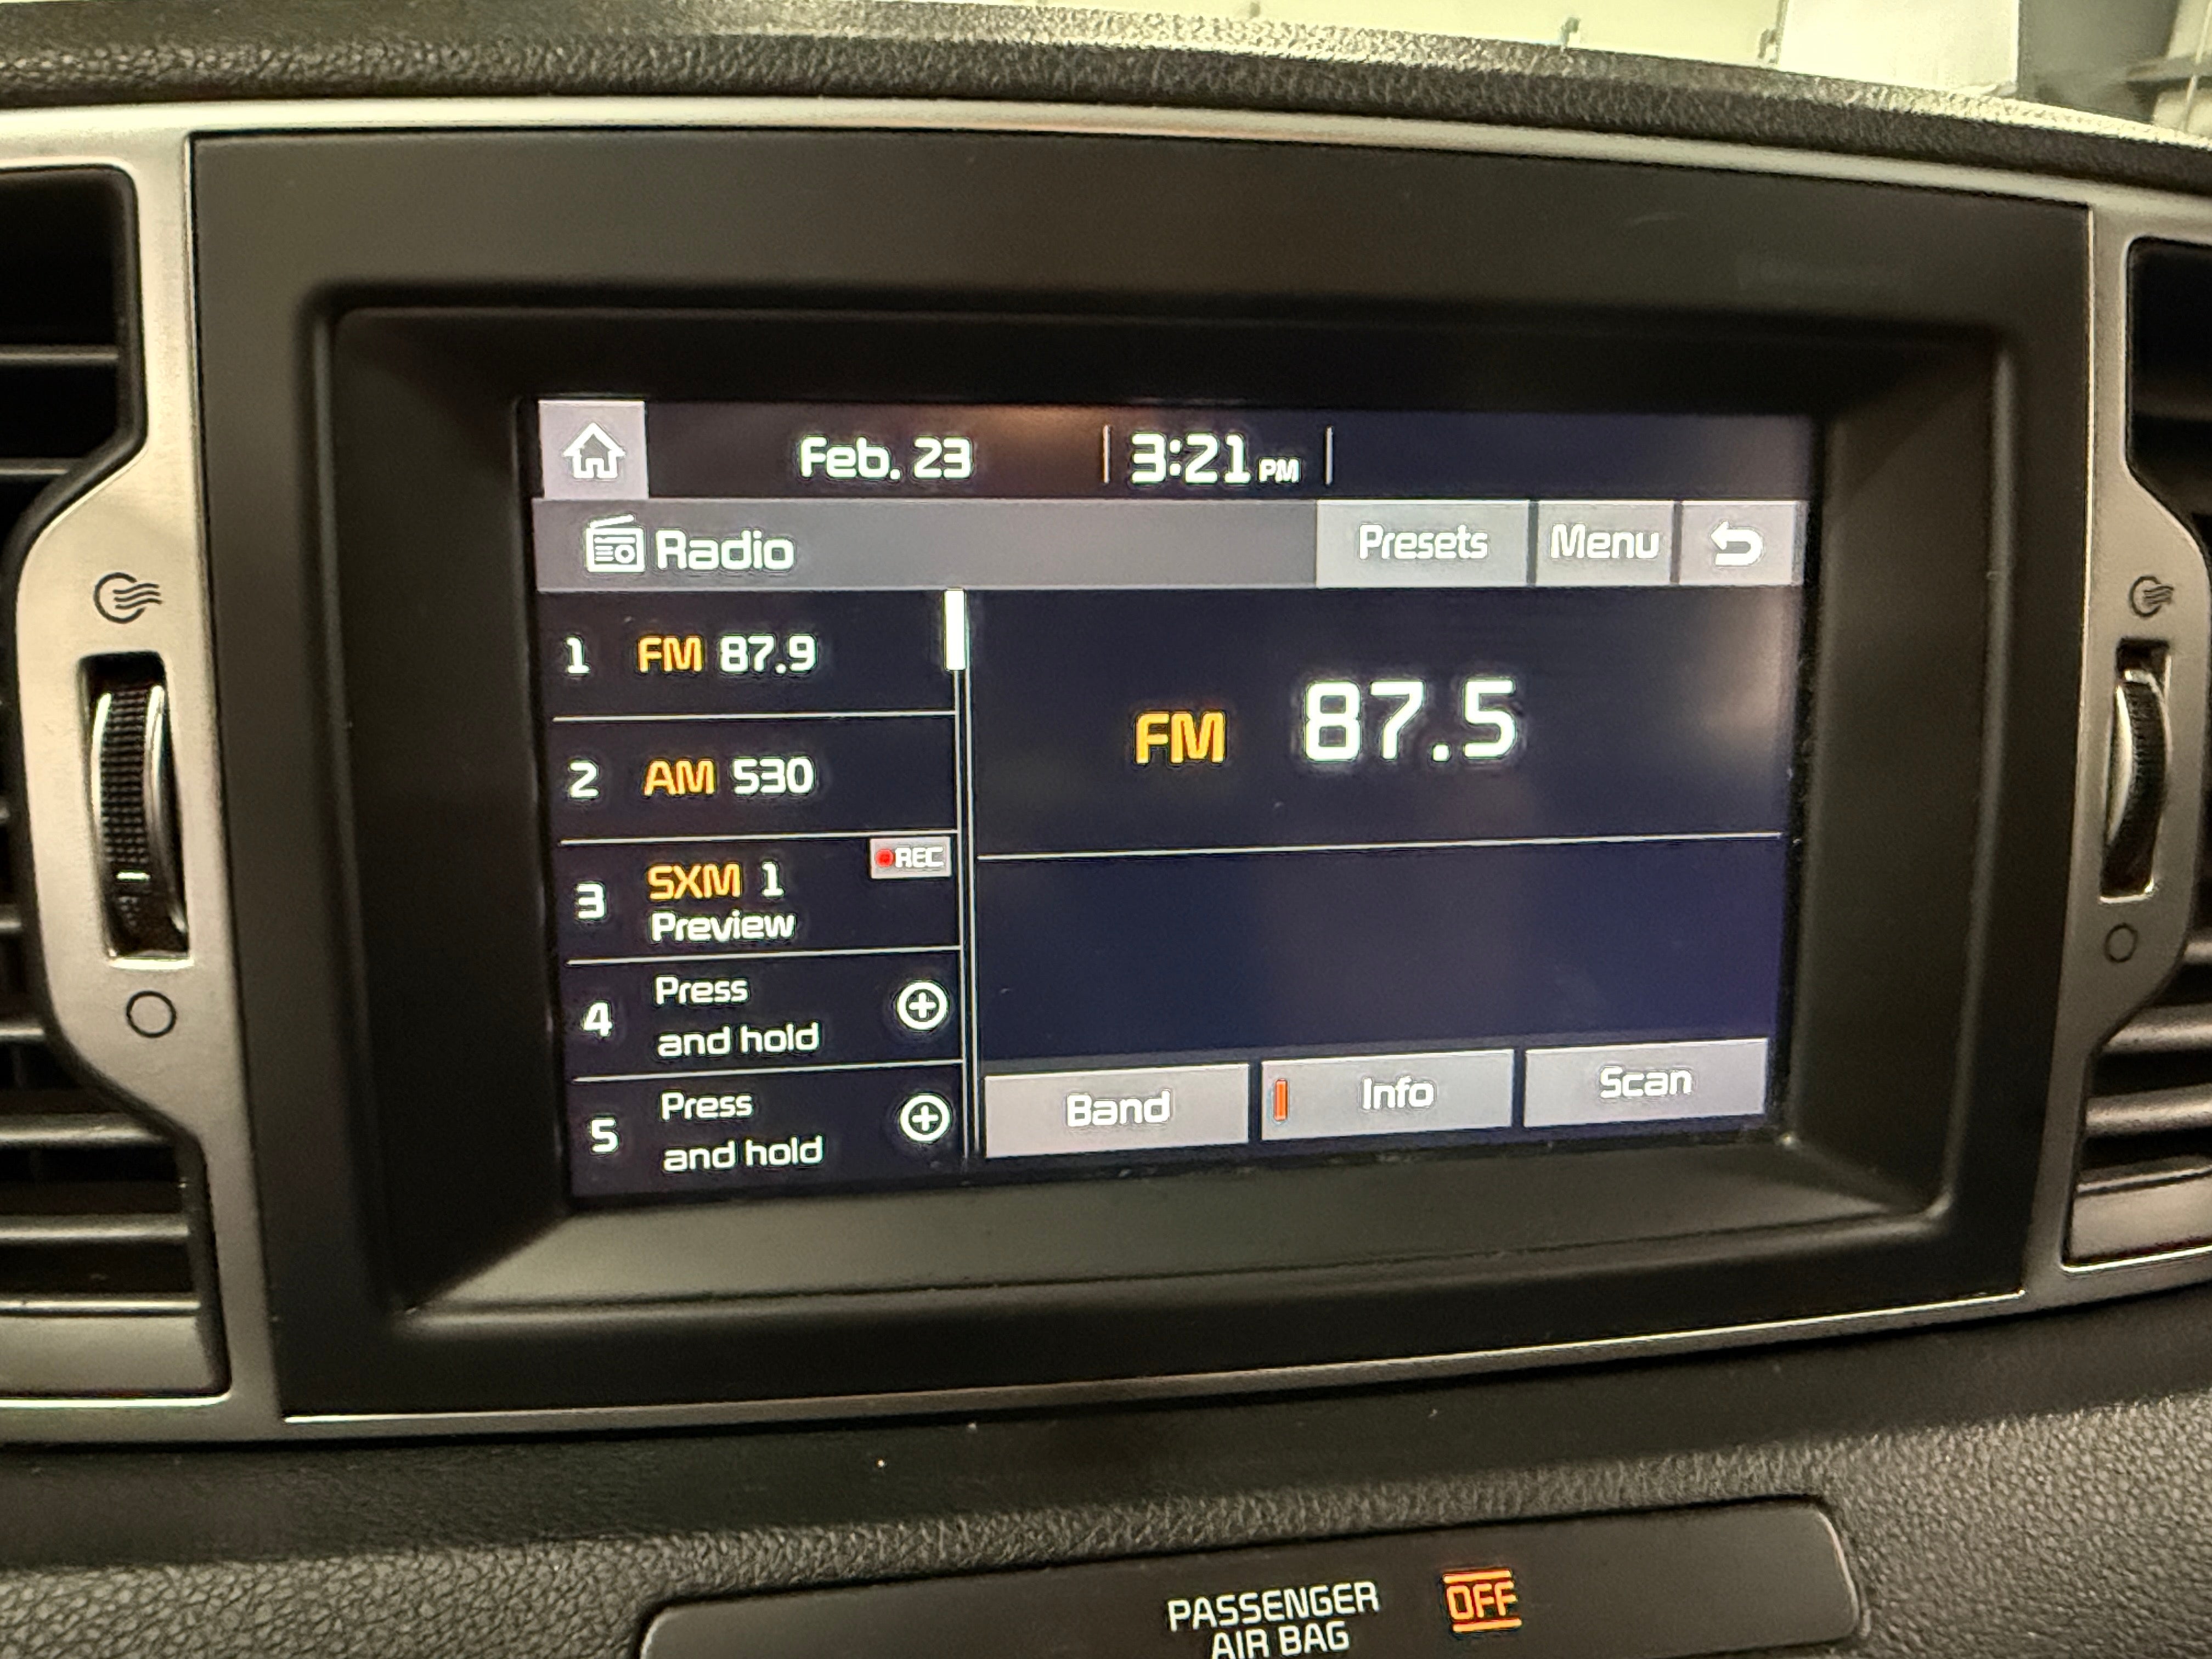 Feb. 23 3:21 PM
Radio Presets Menu
1 FM 87.9
2 AM 530
3 SXM 1 REC
Preview
4 Press
and hold
5 Press
and hold
FM 87.5
Band Info Scan
PASSENGER OFF
AIR BAG